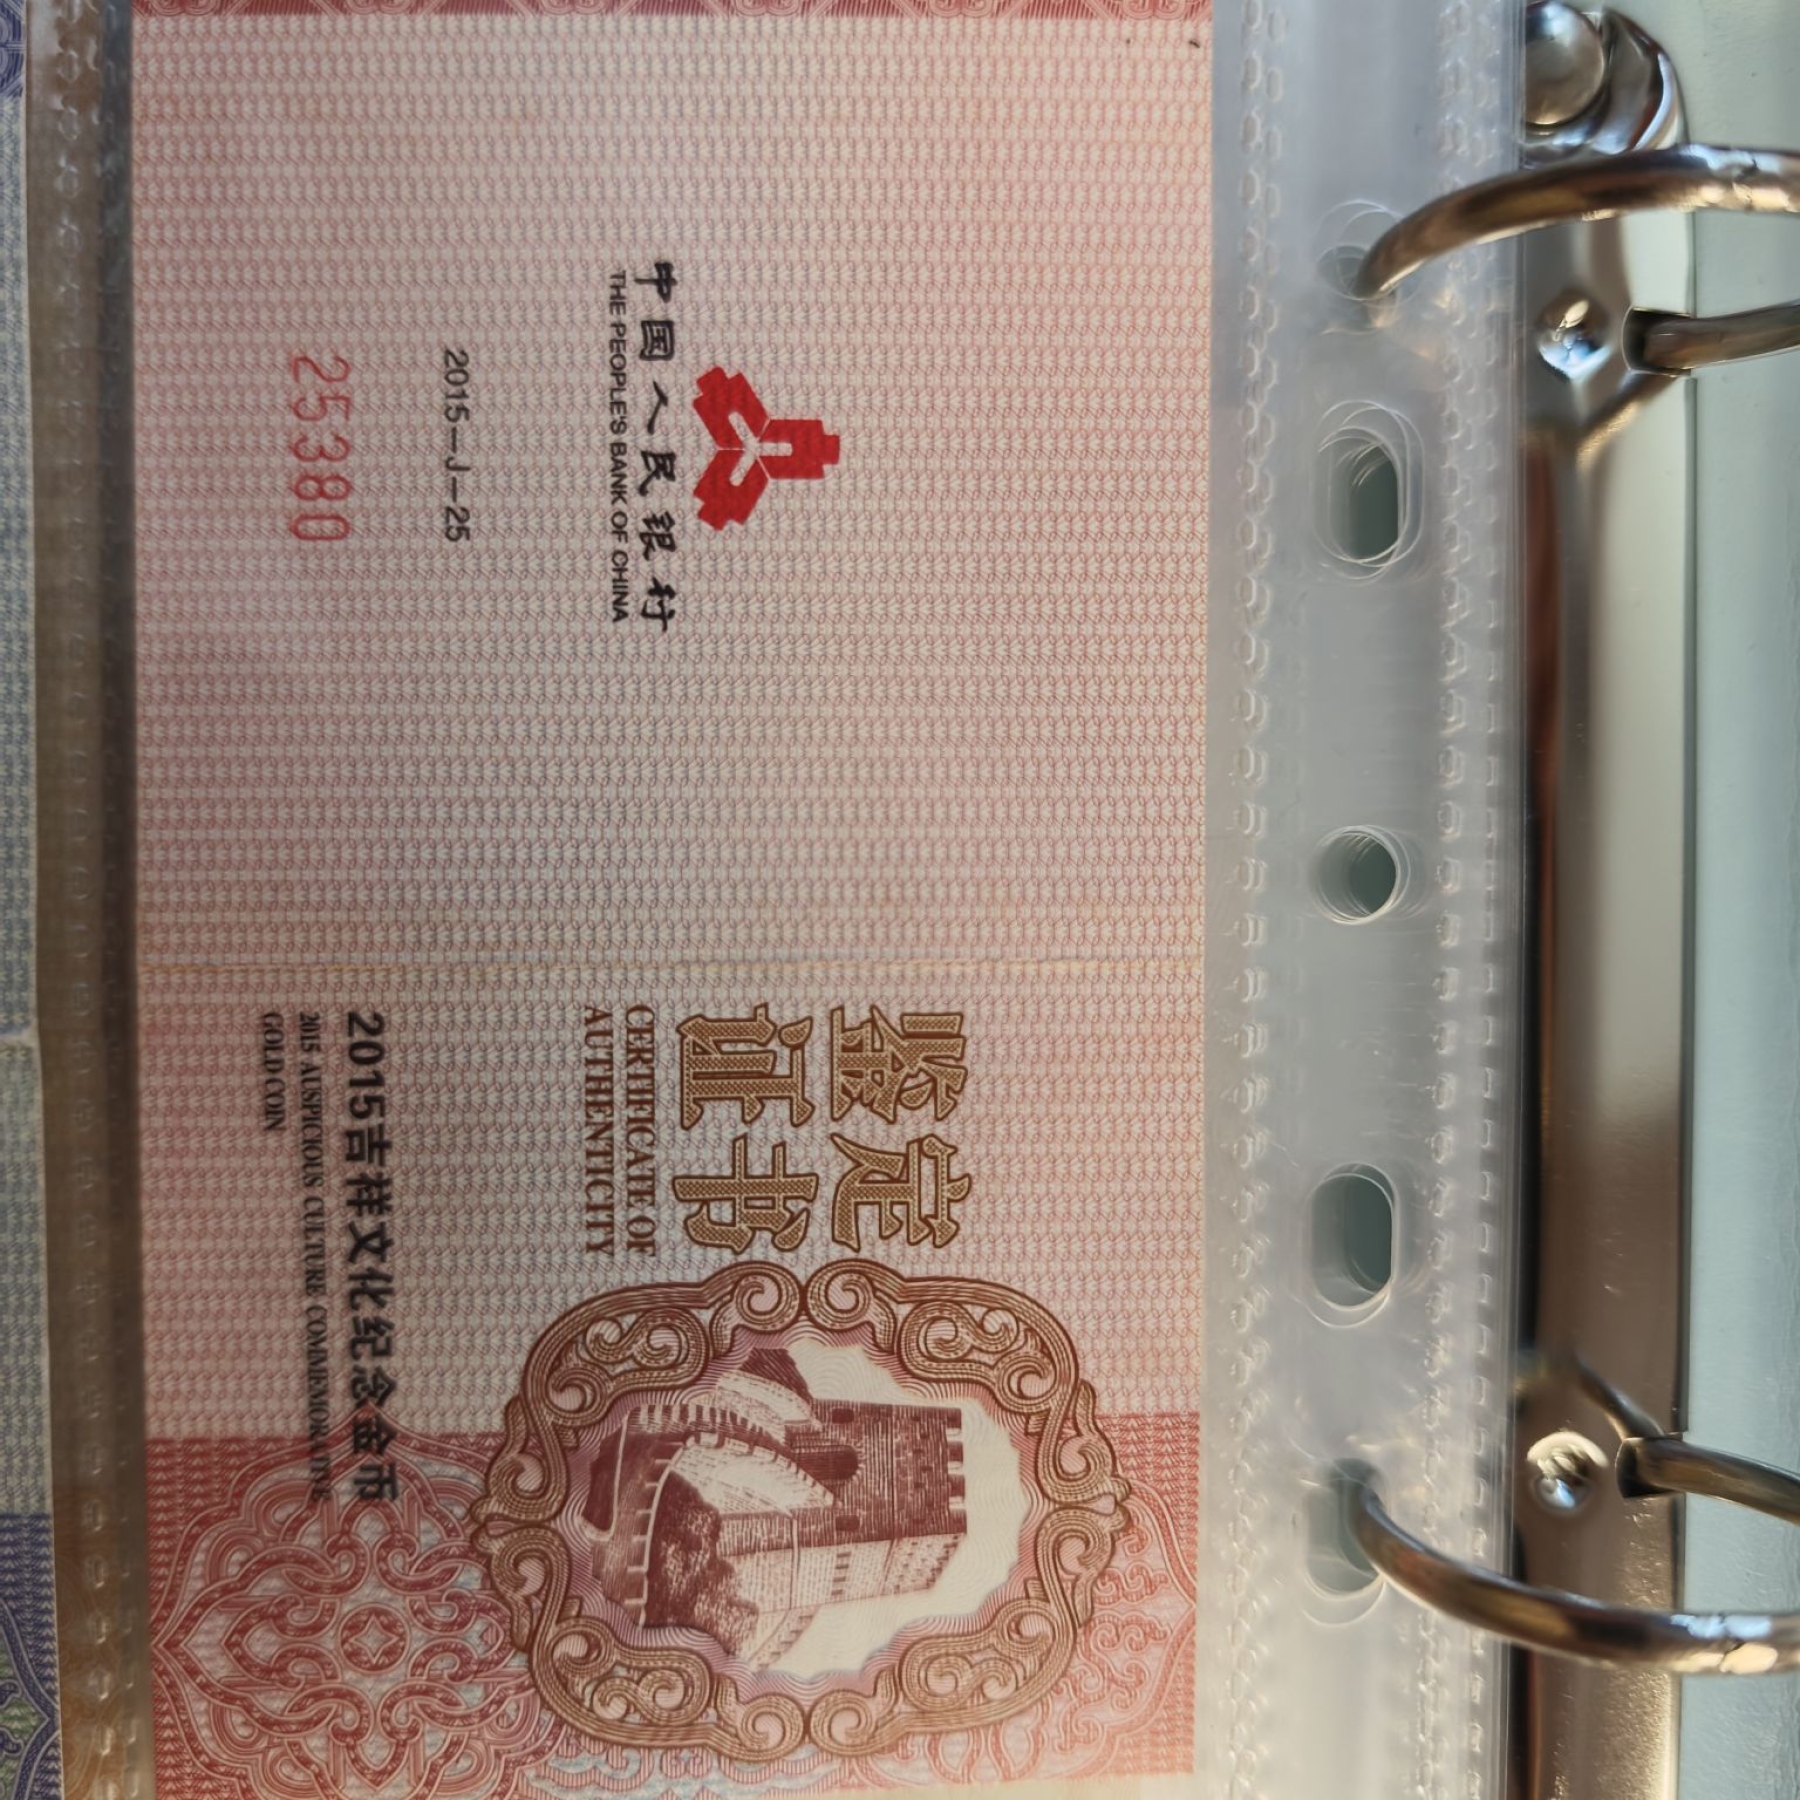 中国人民银行
THE PEOPLE'S BANK OF CHINA
2015—J—25
25380
鉴定
证书
CERTIFICATE OF
AUTHENTICITY
2015吉祥文化纪念金币
2015 AUSPICIOUS CULTURE COMMEMORATIVE
GOLD COIN